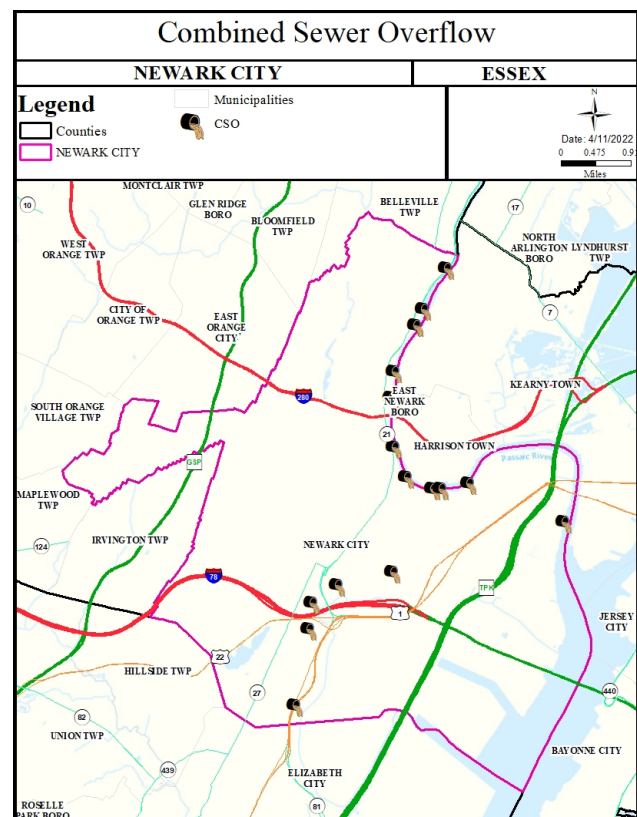 Combined Sewer Overflow
NEWARK CITY
ESSEX
Legend
Municipalities
Counties
CSO
NEWARK CITY
N
Date: 4/11/2022
0 0.475
Miles
MONTCLAIR TWP
BELLEVILLE
TWP
GLEN RIDGE
BORO
BLOOMFIELD
TWP
10
17
WEST
ORANGE TWP
NORTH
ARLINGTON
BORO
LYNDHURST
TWP
CITY OF
ORANGE TWP
EAST
ORANGE
CITY
7
280
EAST
NEWARK
BORO
KEARNY-TOWN
SOUTH ORANGE
VILLAGE TWP
21
HARRISON TOWN
Passaic River
GSP
MAPLEWOOD
TWP
IRVINGTON TWP
124
NEWARK CITY
78
1
TPK
JERSEY
CITY
22
HILLSIDE TWP
27
440
82
UNION TWP
439
BAYONNE CITY
ELIZABETH
CITY
81
ROSELLE
PARK BORO